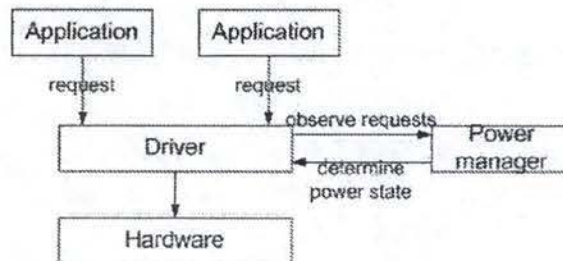 Application
Application
request
request
observe requests
Driver
Power
manager
determine
power state
Hardware